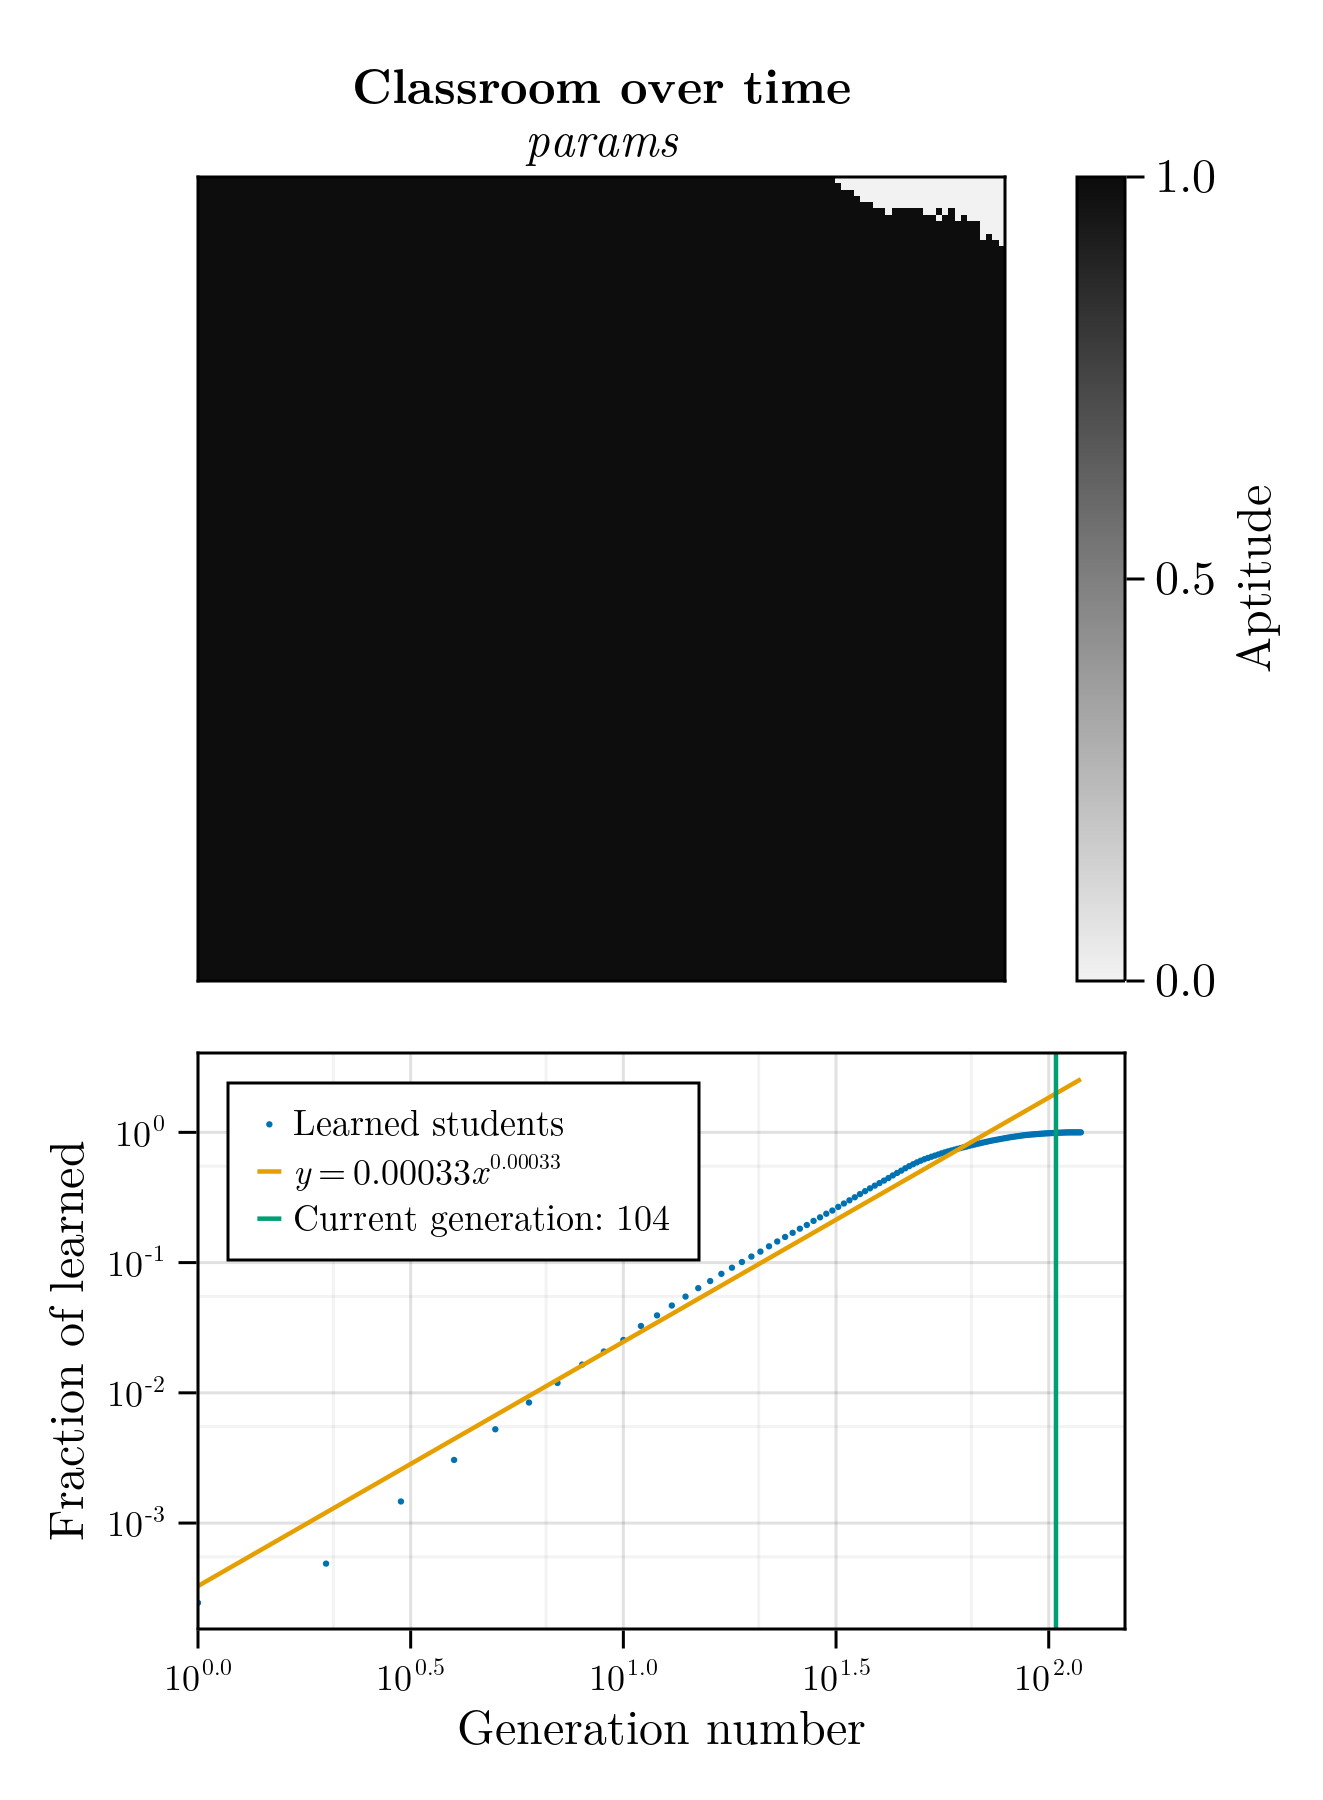 Classroom over time
params
1.0
0.5
0.0
Aptitude
Learned students
y = 0.00033x^0.00033
Current generation: 104
10^0
10^-1
10^-2
10^-3
Fraction of learned
10^0.0 10^0.5 10^1.0 10^1.5 10^2.0
Generation number